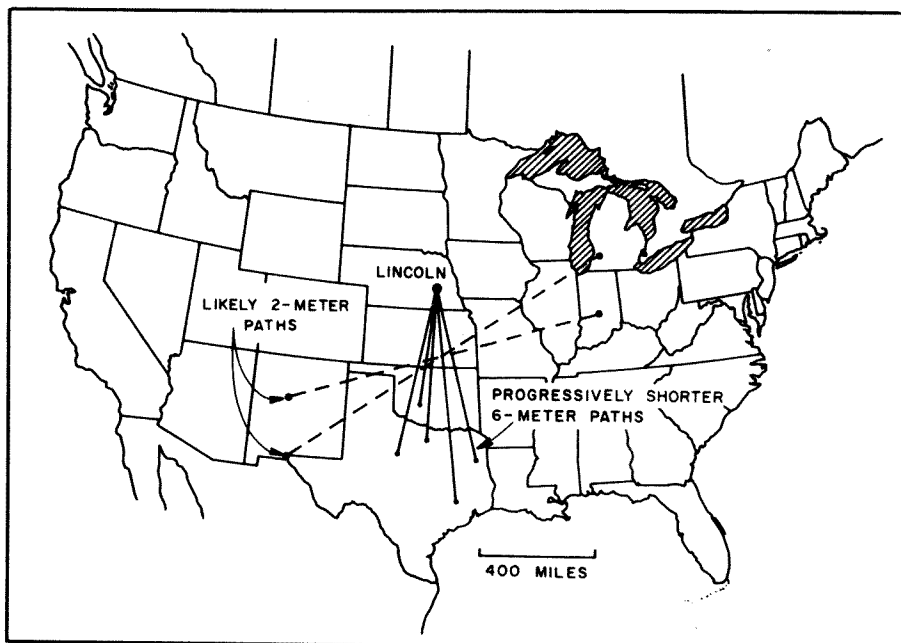 LINCOLN
LIKELY 2-METER
PATHS
PROGRESSIVELY SHORTER
6-METER PATHS
400 MILES